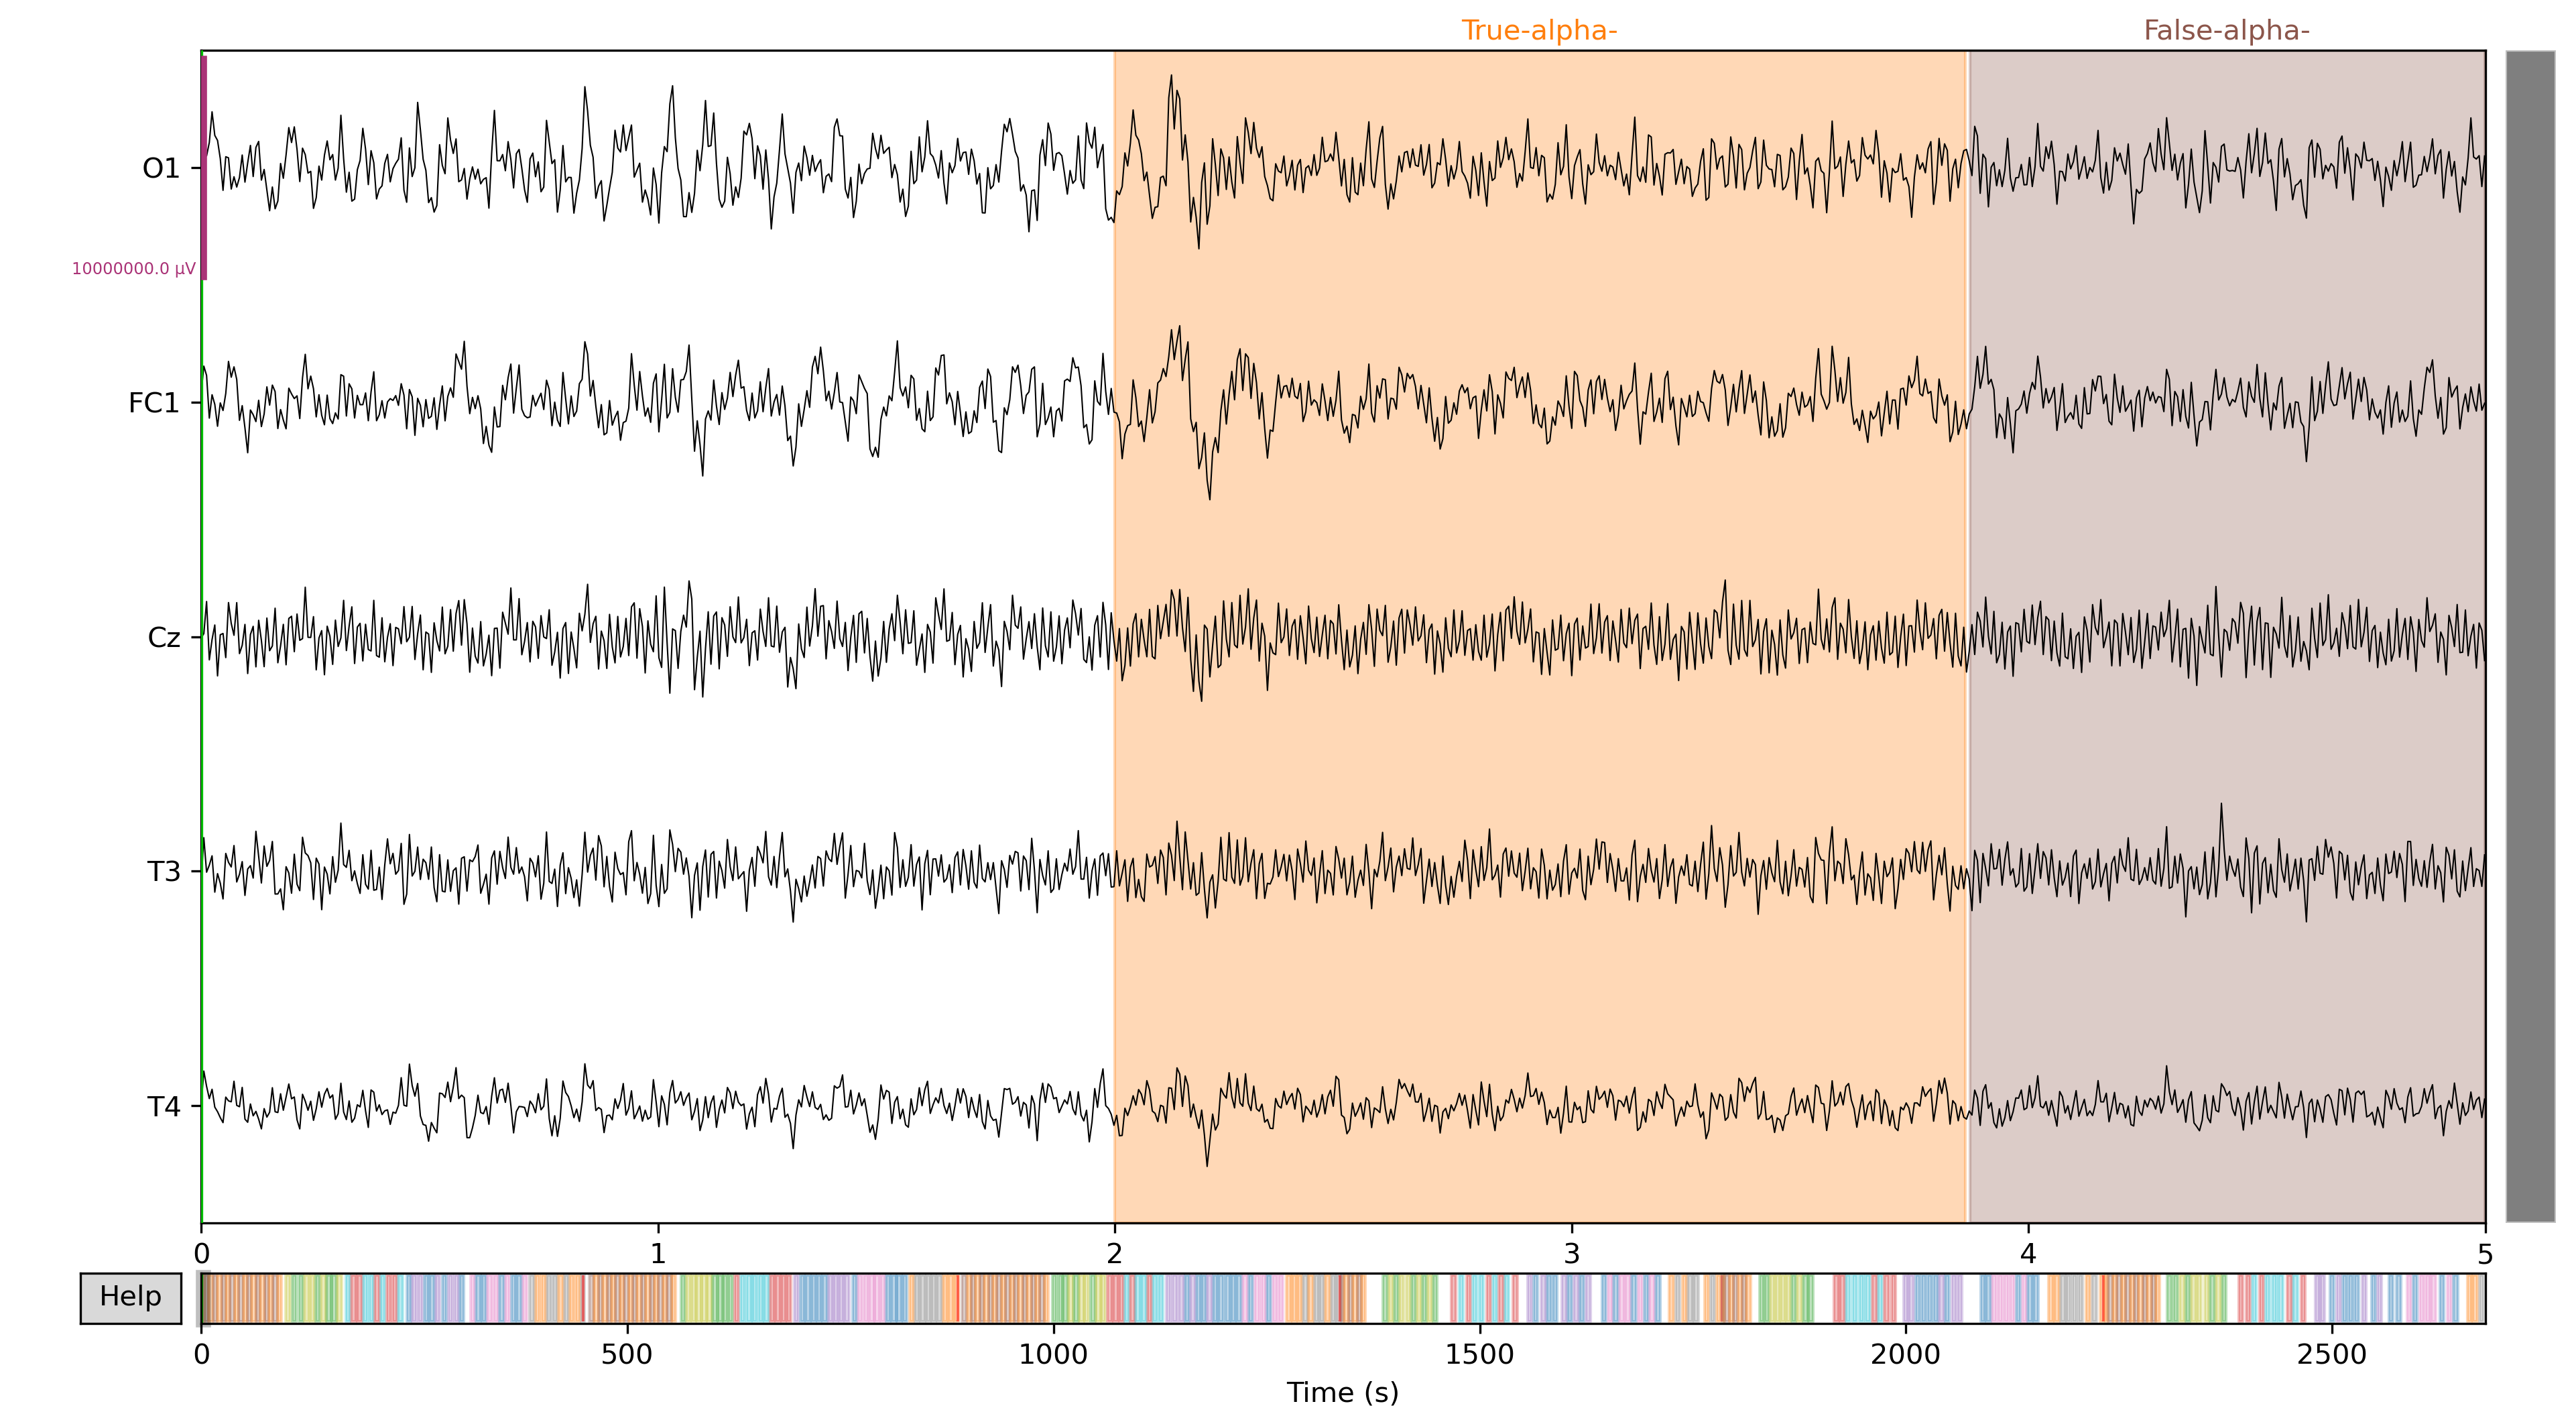 True-alpha- False-alpha-
O1
10000000.0 µV
FC1
Cz
T3
T4
0 1 2 3 4 5
Help
0 500 1000 1500 2000 2500
Time (s)